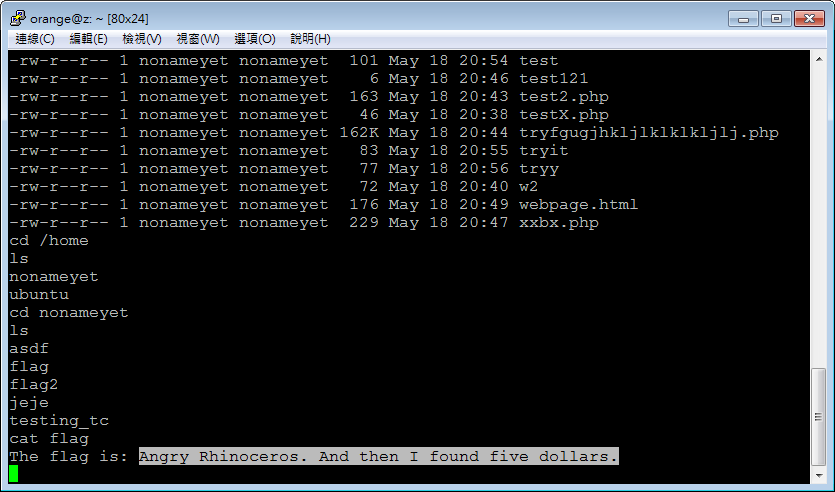 orange@z: ~ [80x24]
連線(C) 編輯(E) 檢視(V) 視窗(W) 選項(O) 說明(H)
-rw-r--r-- 1 nonameyet nonameyet  101 May 18 20:54 test
-rw-r--r-- 1 nonameyet nonameyet    6 May 18 20:46 test121
-rw-r--r-- 1 nonameyet nonameyet  163 May 18 20:43 test2.php
-rw-r--r-- 1 nonameyet nonameyet   46 May 18 20:38 testX.php
-rw-r--r-- 1 nonameyet nonameyet 162K May 18 20:44 tryfgugjhkljlklklkljlj.php
-rw-r--r-- 1 nonameyet nonameyet   83 May 18 20:55 tryit
-rw-r--r-- 1 nonameyet nonameyet   77 May 18 20:56 tryy
-rw-r--r-- 1 nonameyet nonameyet   72 May 18 20:40 w2
-rw-r--r-- 1 nonameyet nonameyet  176 May 18 20:49 webpage.html
-rw-r--r-- 1 nonameyet nonameyet  229 May 18 20:47 xxbx.php
cd /home
ls
nonameyet
ubuntu
cd nonameyet
ls
asdf
flag
flag2
jeje
testing_tc
cat flag
The flag is: Angry Rhinoceros. And then I found five dollars.